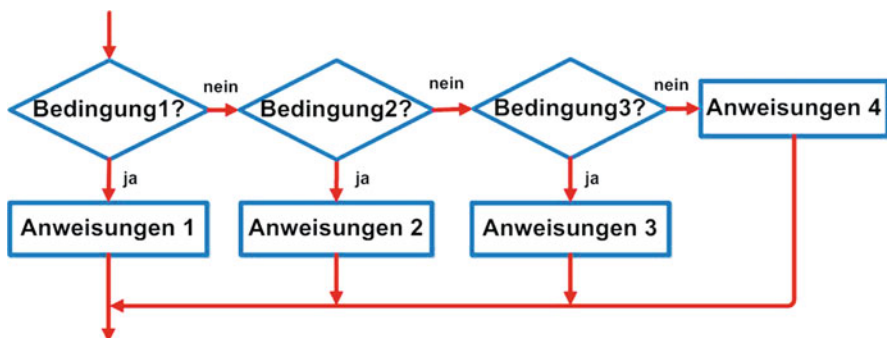 nein
nein
nein
Bedingung1?
Bedingung2?
Bedingung3?
Anweisungen 4
ja
ja
ja
Anweisungen 1
Anweisungen 2
Anweisungen 3